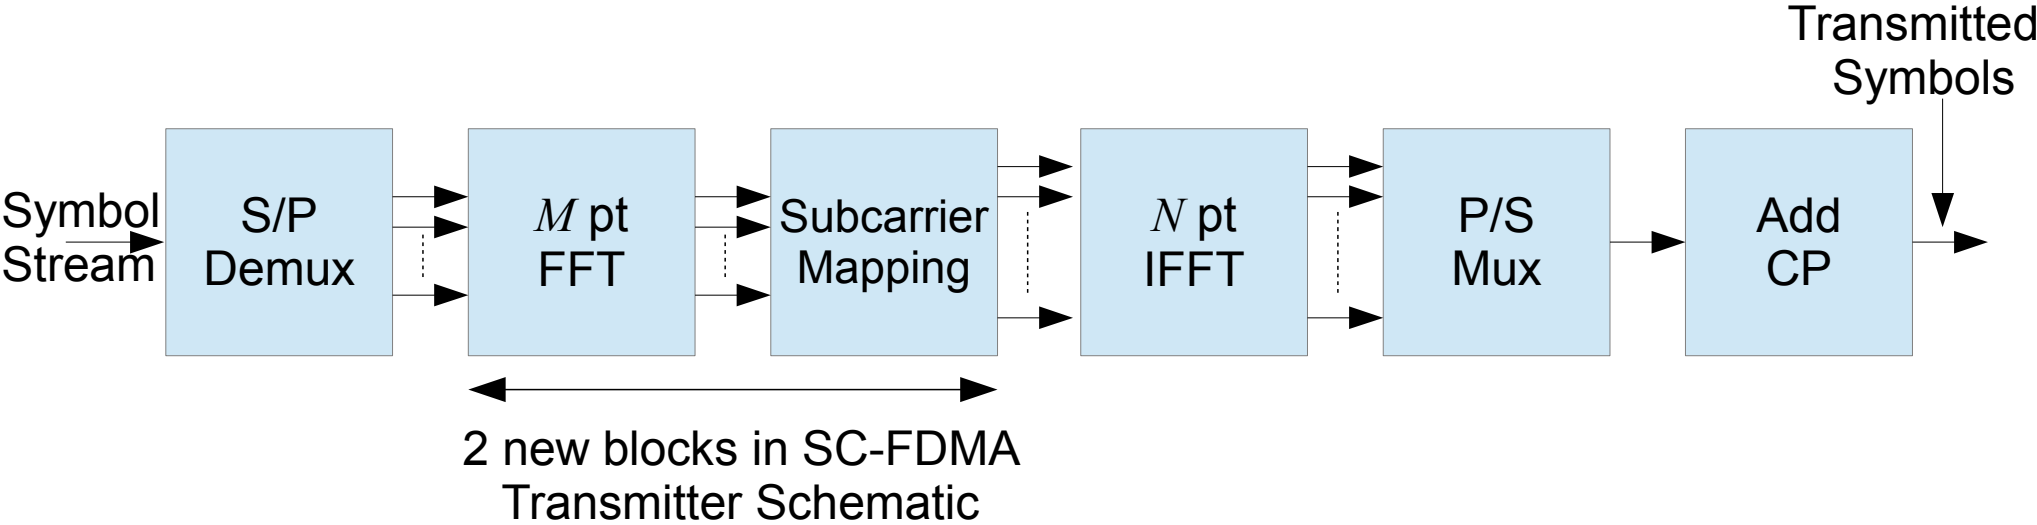 Transmitted
Symbols
Symbol
Stream
S/P
Demux
M pt
FFT
Subcarrier
Mapping
N pt
IFFT
P/S
Mux
Add
CP
2 new blocks in SC-FDMA
Transmitter Schematic